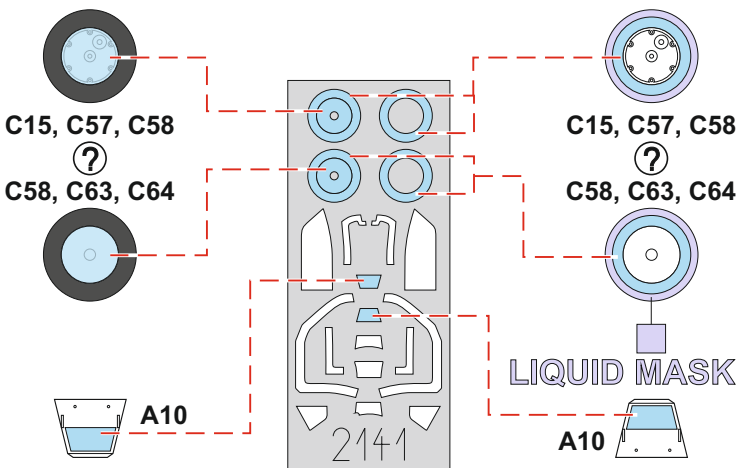 C15, C57, C58
?
C58, C63, C64
A10
2141
C15, C57, C58
?
C58, C63, C64
LIQUID MASK
A10